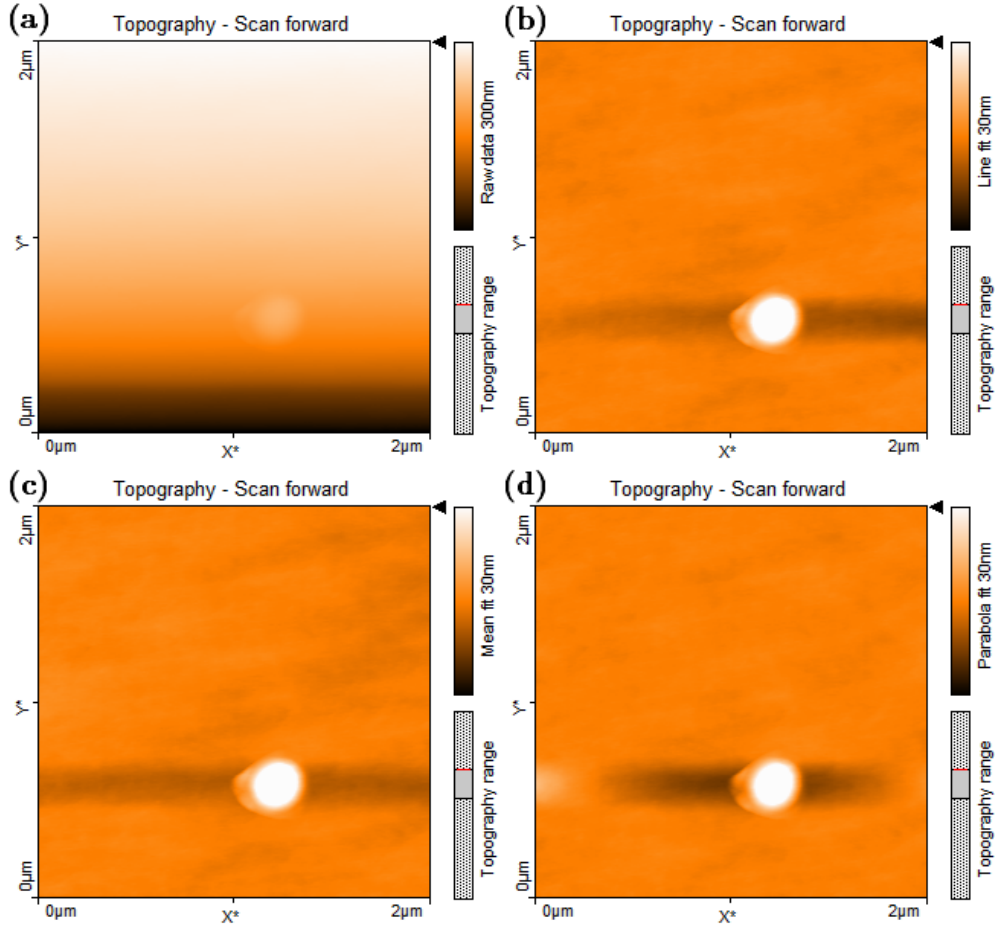 (a)
Topography - Scan forward
2µm
Y*
0µm
0µm
X*
2µm
Raw data 300nm
Topography range
(b)
Topography - Scan forward
2µm
Y*
0µm
0µm
X*
2µm
Line fit 30nm
Topography range
(c)
Topography - Scan forward
2µm
Y*
0µm
0µm
X*
2µm
Mean fit 30nm
Topography range
(d)
Topography - Scan forward
2µm
Y*
0µm
0µm
X*
2µm
Parabola fit 30nm
Topography range